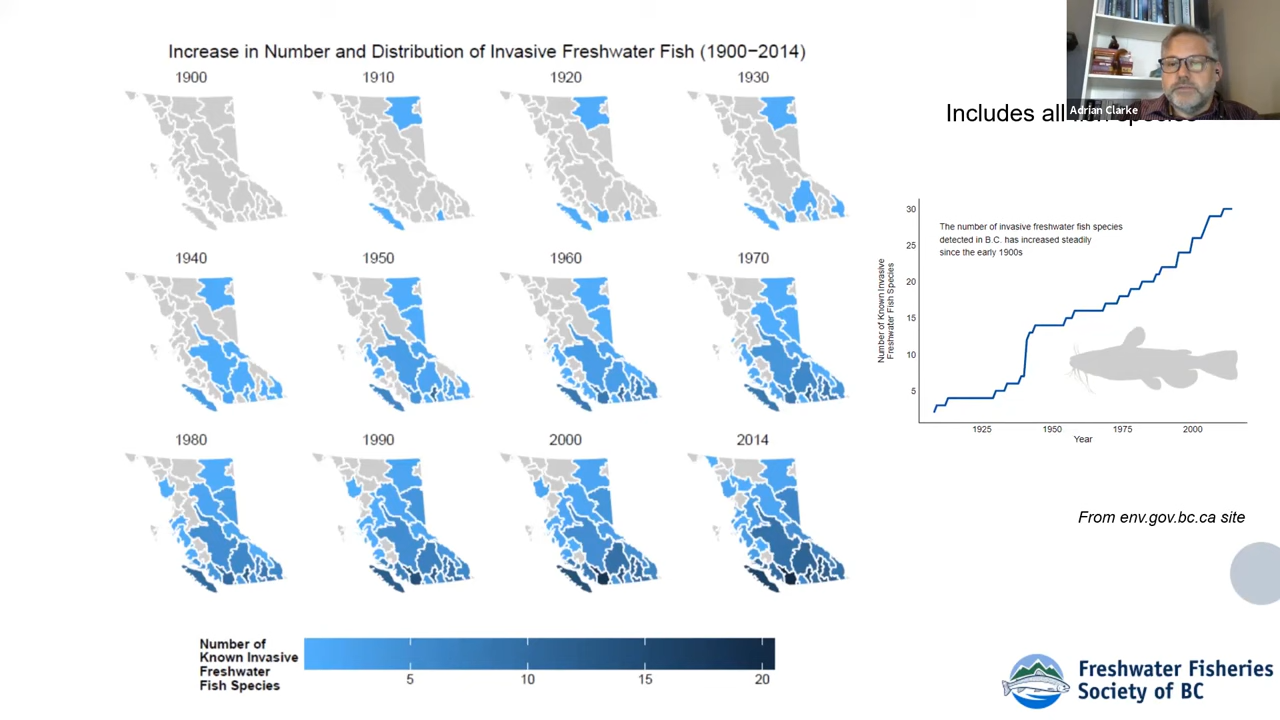 Increase in Number and Distribution of Invasive Freshwater Fish (1900−2014)
1900
1910
1920
1930
1940
1950
1960
1970
1980
1990
2000
2014
Number of
Known Invasive
Freshwater
Fish Species
5
10
15
20
Adrian Clarke
Includes all fish species
30
25
20
15
10
5
The number of invasive freshwater fish species
detected in B.C. has increased steadily
since the early 1900s
Number of Known Invasive
Freshwater Fish Species
1925
1950
1975
2000
Year
From env.gov.bc.ca site
Freshwater Fisheries
Society of BC